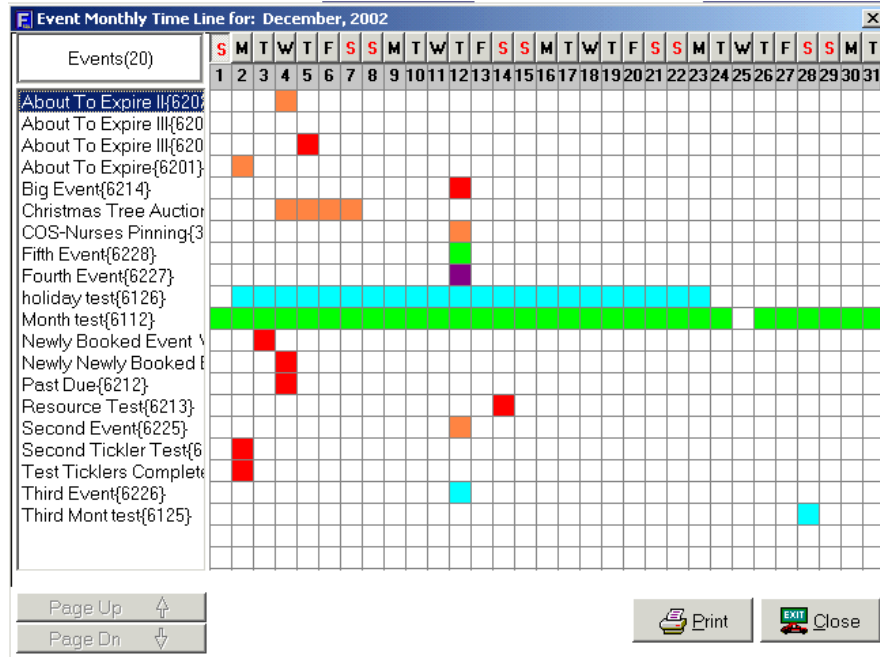 Event Monthly Time Line for: December, 2002
Events(20)
S M T W T F S S M T W T F S S M T W T F S S M T W T F S S M T
1 2 3 4 5 6 7 8 9 10 11 12 13 14 15 16 17 18 19 20 21 22 23 24 25 26 27 28 29 30 31
About To Expire II{620
About To Expire III{620
About To Expire III{620
About To Expire{6201}
Big Event{6214}
Christmas Tree Auction
COS-Nurses Pinning{3
Fifth Event{6228}
Fourth Event{6227}
holiday test{6126}
Month test{6112}
Newly Booked Event
Newly Newly Booked
Past Due{6212}
Resource Test{6213}
Second Event{6225}
Second Tickler Test{6
Test Ticklers Complete
Third Event{6226}
Third Mont test{6125}
Page Up
Page Dn
Print
EXIT Close